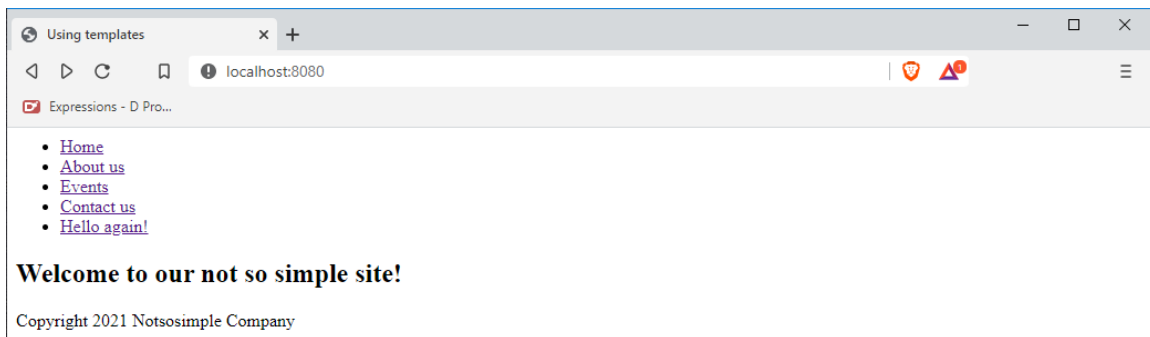 Using templates
localhost:8080
1
Expressions - D Pro...
Home
About us
Events
Contact us
Hello again!
Welcome to our not so simple site!
Copyright 2021 Notsosimple Company